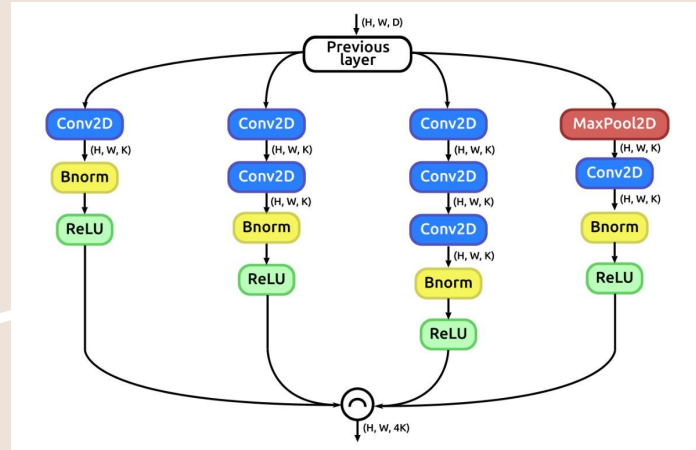 (H, W, D)
Previous
layer
Conv2D
Conv2D
Conv2D
MaxPool2D
(H, W, K)
(H, W, K)
(H, W, K)
(H, W, K)
Bnorm
Conv2D
Conv2D
Conv2D
(H, W, K)
(H, W, K)
(H, W, K)
ReLU
Bnorm
Conv2D
Bnorm
(H, W, K)
ReLU
Bnorm
ReLU
ReLU
(H, W, 4K)